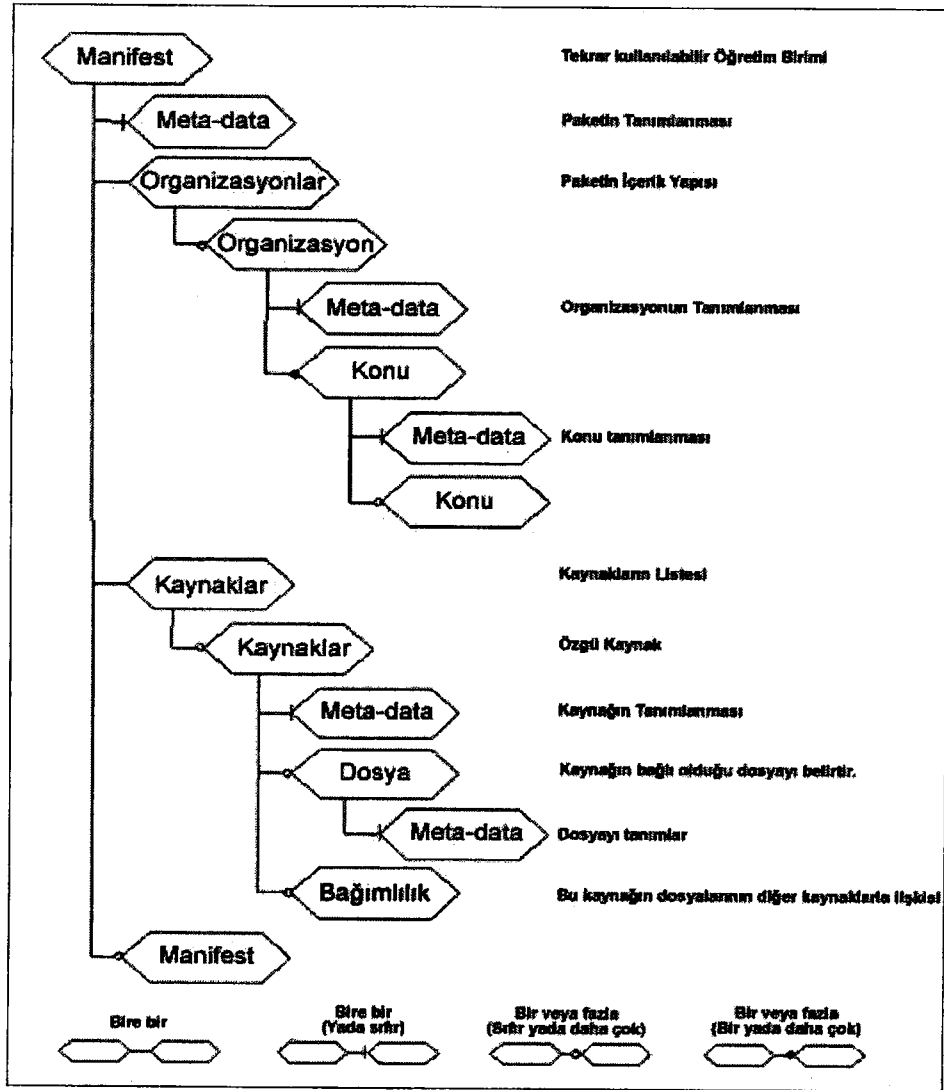 Manifest Tekrar kullanılabilir Öğretim Birimi
Meta-data Paketin Tanımlanması
Organizasyonlar Paketin İçerik Yapısı
Organizasyon
Meta-data Organizasyonun Tanımlanması
Konu
Meta-data Konu tanımlanması
Konu
Kaynaklar Kaynakların Listesi
Kaynaklar Özgü Kaynak
Meta-data Kaynağın Tanımlanması
Dosya Kaynağın bağlı olduğu dosyayı belirtir.
Meta-data Dosyayı tanımlar
Bağımlılık Bu kaynağın dosyalarının diğer kaynaklarla ilişkisi
Manifest
Bire bir
Bire bir
(Yada sıfır)
Bir veya fazla
(Sıfır yada daha çok)
Bir veya fazla
(Bir yada daha çok)